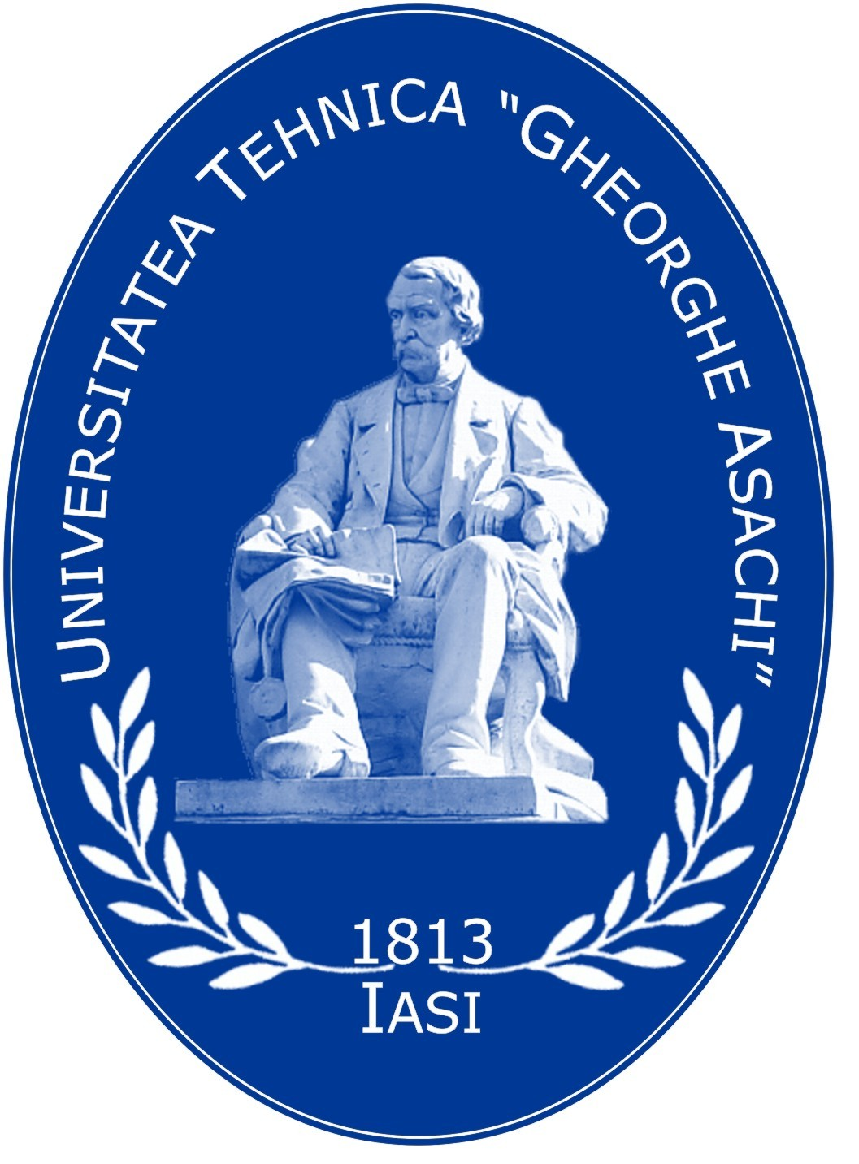 UNIVERSITATEA TEHNICA "GHEORGHE ASACHI"
1813
IASI